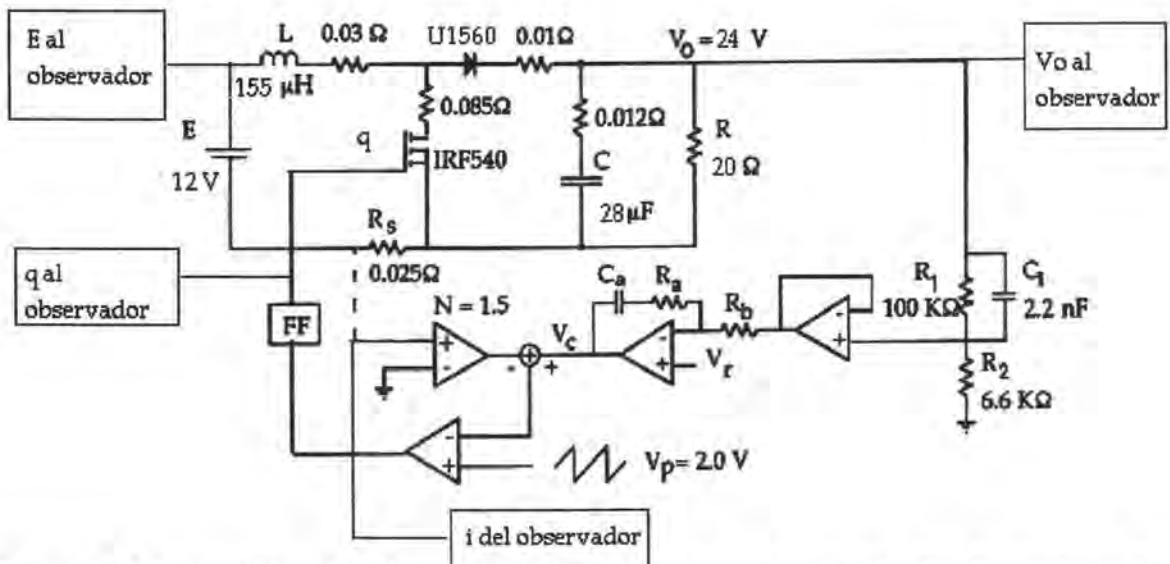 E al
observador
L
0.03 Ω
U1560
0.01Ω
V₀ = 24 V
Vo al
observador
155 μH
0.085Ω
0.012Ω
E
q
IRF540
C
R
20 Ω
12 V
28μF
Rs
0.025Ω
q al
observador
FF
N = 1.5
Vc
Ca
Ra
Rb
R1
100 KΩ
C1
2.2 nF
Vr
R2
6.6 KΩ
Vp= 2.0 V
i del observador